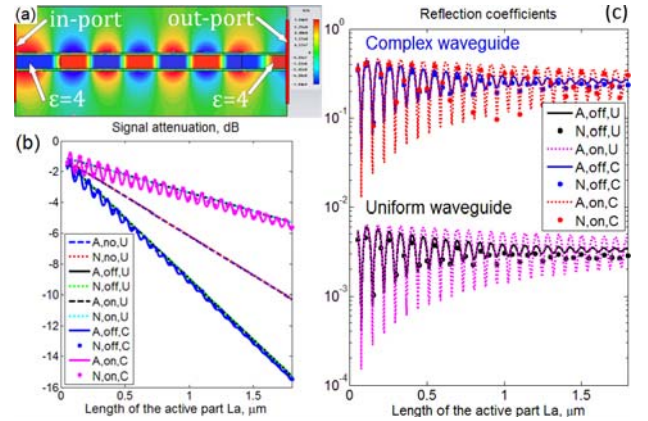 (a)
in-port
out-port
ε=4
ε=4
(b)
Signal attenuation, dB
-2
-4
-6
-8
-10
-12
-14
-16
A,no,U
N,no,U
A,off,U
N,off,U
A,on,U
N,on,U
A,off,C
N,off,C
A,on,C
N,on,C
0
0.5
1
1.5
Length of the active part La, μm
Reflection coefficients
(c)
Complex waveguide
10⁰
10⁻¹
10⁻²
10⁻³
10⁻⁴
A,off,U
N,off,U
A,on,U
A,off,C
N,off,C
A,on,C
N,on,C
Uniform waveguide
0
0.5
1
1.5
Length of the active part La, μm